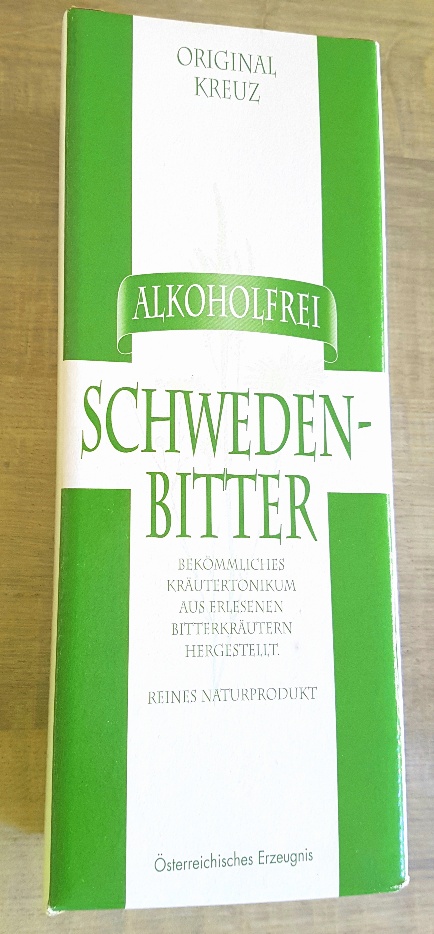 ORIGINAL
KREUZ
ALKOHOLFREI
SCHWEDEN-
BITTER
BEKÖMMLICHES
KRÄUTERTONIKUM
AUS ERLESENEN
BITTERKRÄUTERN
HERGESTELLT.
REINES NATURPRODUKT
Österreichisches Erzeugnis